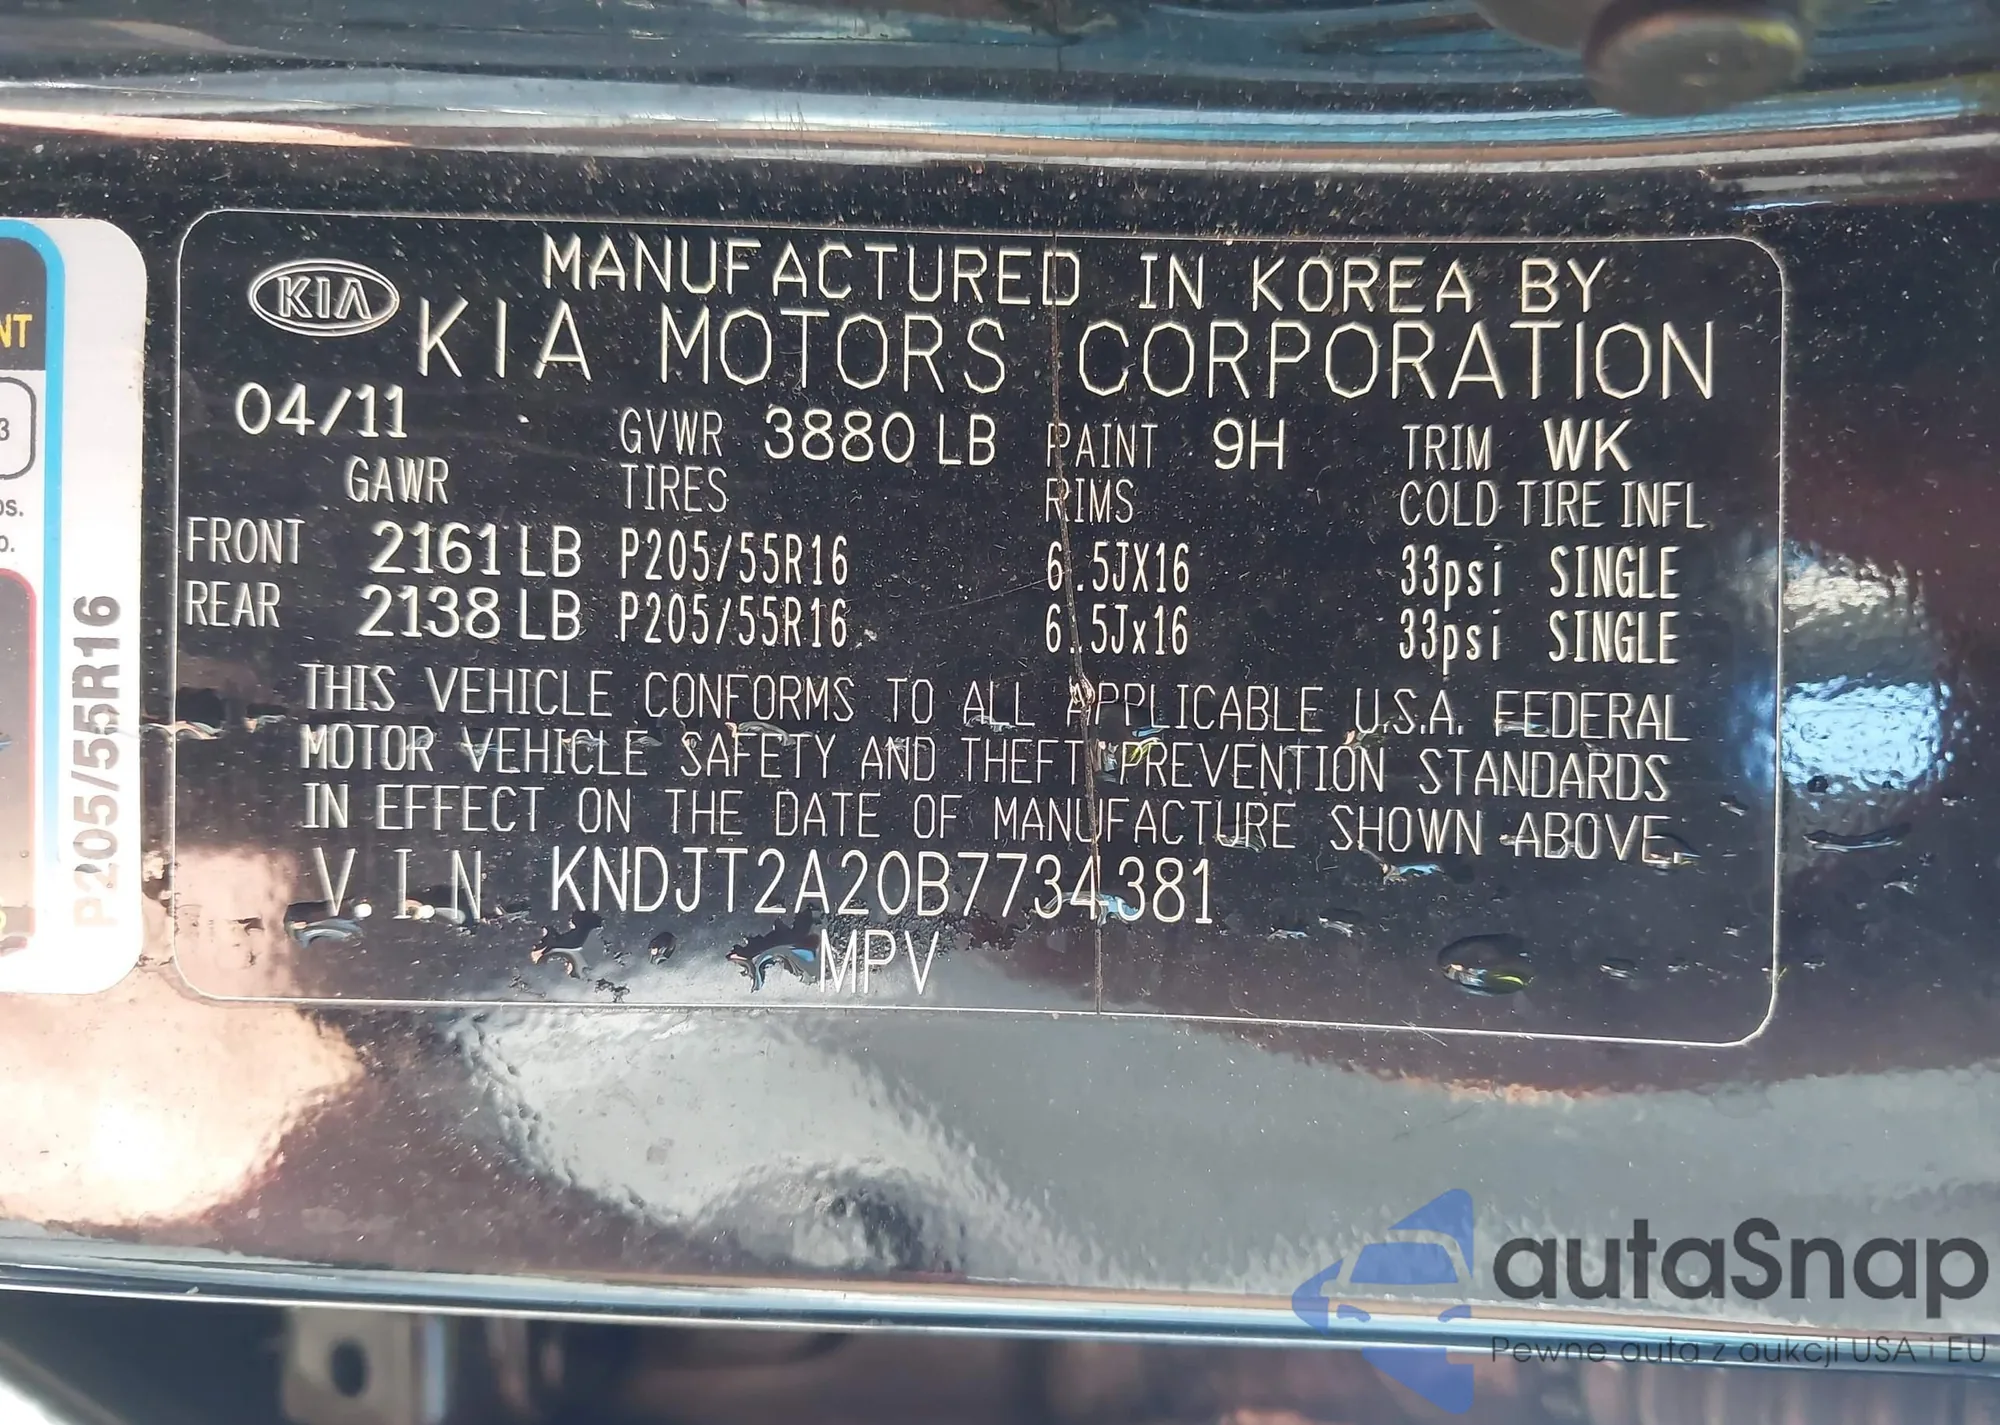 KIA
MANUFACTURED IN KOREA BY
KIA MOTORS CORPORATION
04/11 GVWR 3880 LB PAINT 9H TRIM WK
GAWR TIRES RIMS COLD TIRE INFL
FRONT 2161 LB P205/55R16 6.5JX16 33psi SINGLE
REAR 2138 LB P205/55R16 6.5Jx16 33psi SINGLE
THIS VEHICLE CONFORMS TO ALL APPLICABLE U.S.A. FEDERAL
MOTOR VEHICLE SAFETY AND THEFT PREVENTION STANDARDS
IN EFFECT ON THE DATE OF MANUFACTURE SHOWN ABOVE.
V.I.N KNDJT2A20B7734381
MPV
NT
3
os.
o.
P205/55R16
autaSnap
Pewne auta z aukcji USA i EU